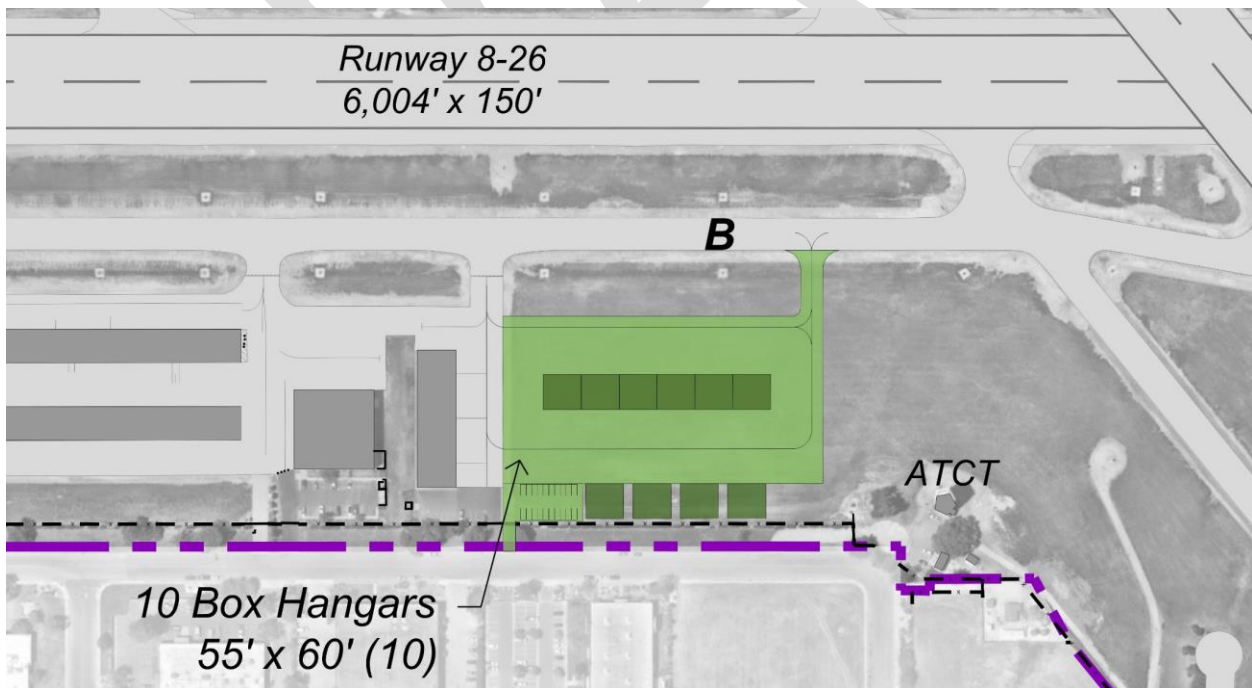 Runway 8-26
6,004' x 150'
B
ATCT
10 Box Hangars
55' x 60' (10)